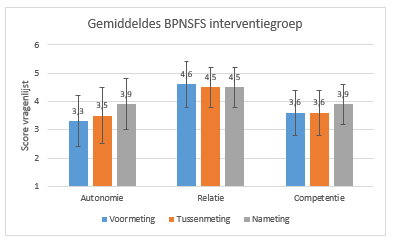 Gemiddeldes BPNSFS interventiegroep
Score vragenlijst
6
5
4
3
2
1
3,3 3,5 3,9
4,6 4,5 4,5
3,6 3,6 3,9
Autonomie Relatie Competentie
Voormeting Tussenmeting Nameting